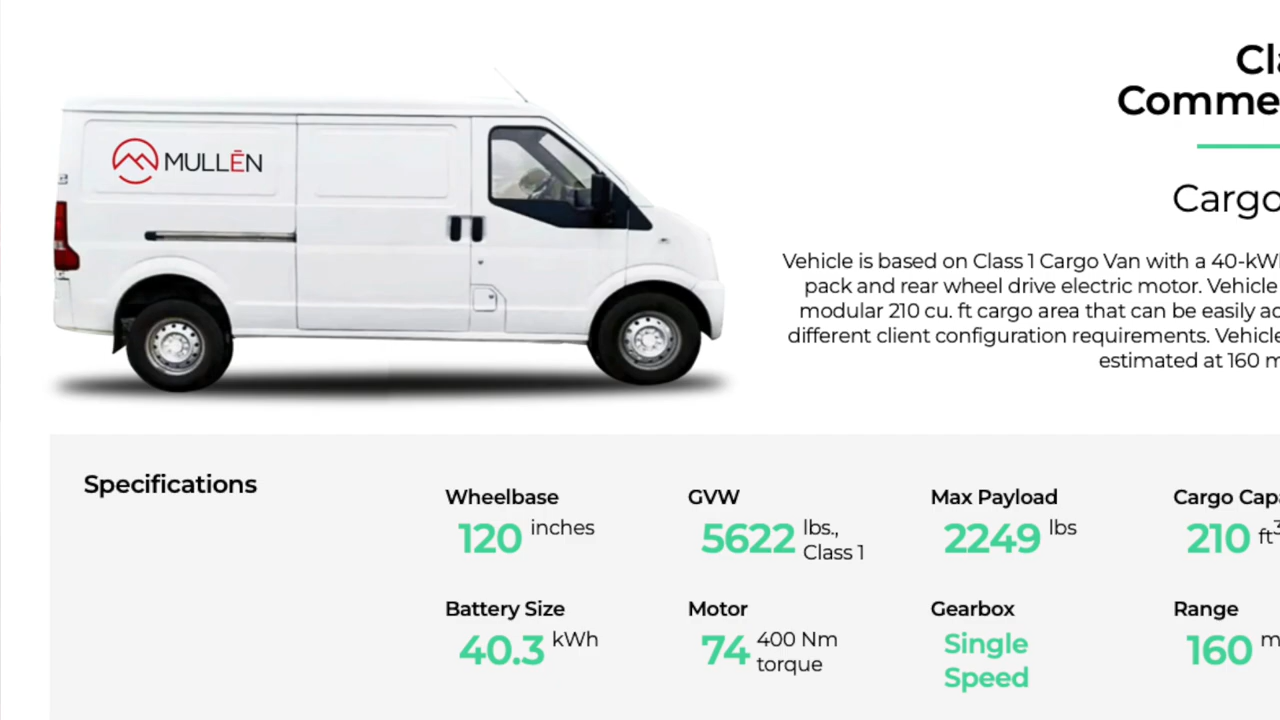 MULLĒN
Cla
Comme
Cargo
Vehicle is based on Class 1 Cargo Van with a 40-kWh
pack and rear wheel drive electric motor. Vehicle
modular 210 cu. ft cargo area that can be easily ad
different client configuration requirements. Vehicle
estimated at 160 m
Specifications
Wheelbase
120 inches
GVW
5622 lbs., Class 1
Max Payload
2249 lbs
Cargo Capa
210 ft³
Battery Size
40.3 kWh
Motor
74 400 Nm torque
Gearbox
Single
Speed
Range
160 m